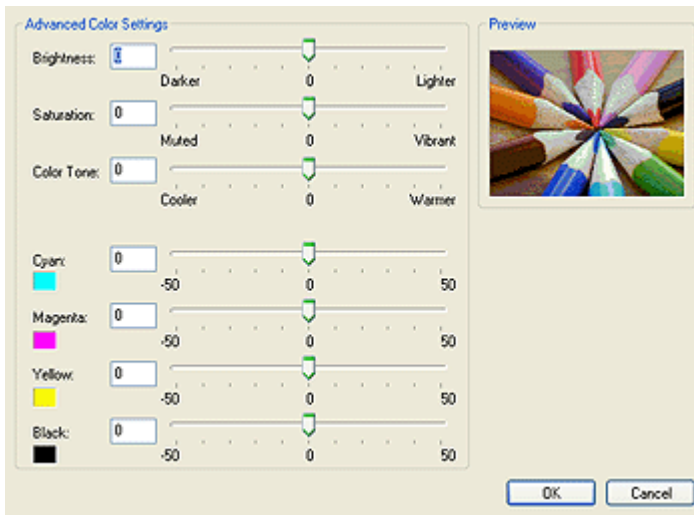 Advanced Color Settings
Preview
Brightness: 0
Darker 0 Lighter
Saturation: 0
Muted 0 Vibrant
Color Tone: 0
Cooler 0 Warmer
Cyan: 0
-50 0 50
Magenta: 0
-50 0 50
Yellow: 0
-50 0 50
Black: 0
-50 0 50
OK Cancel